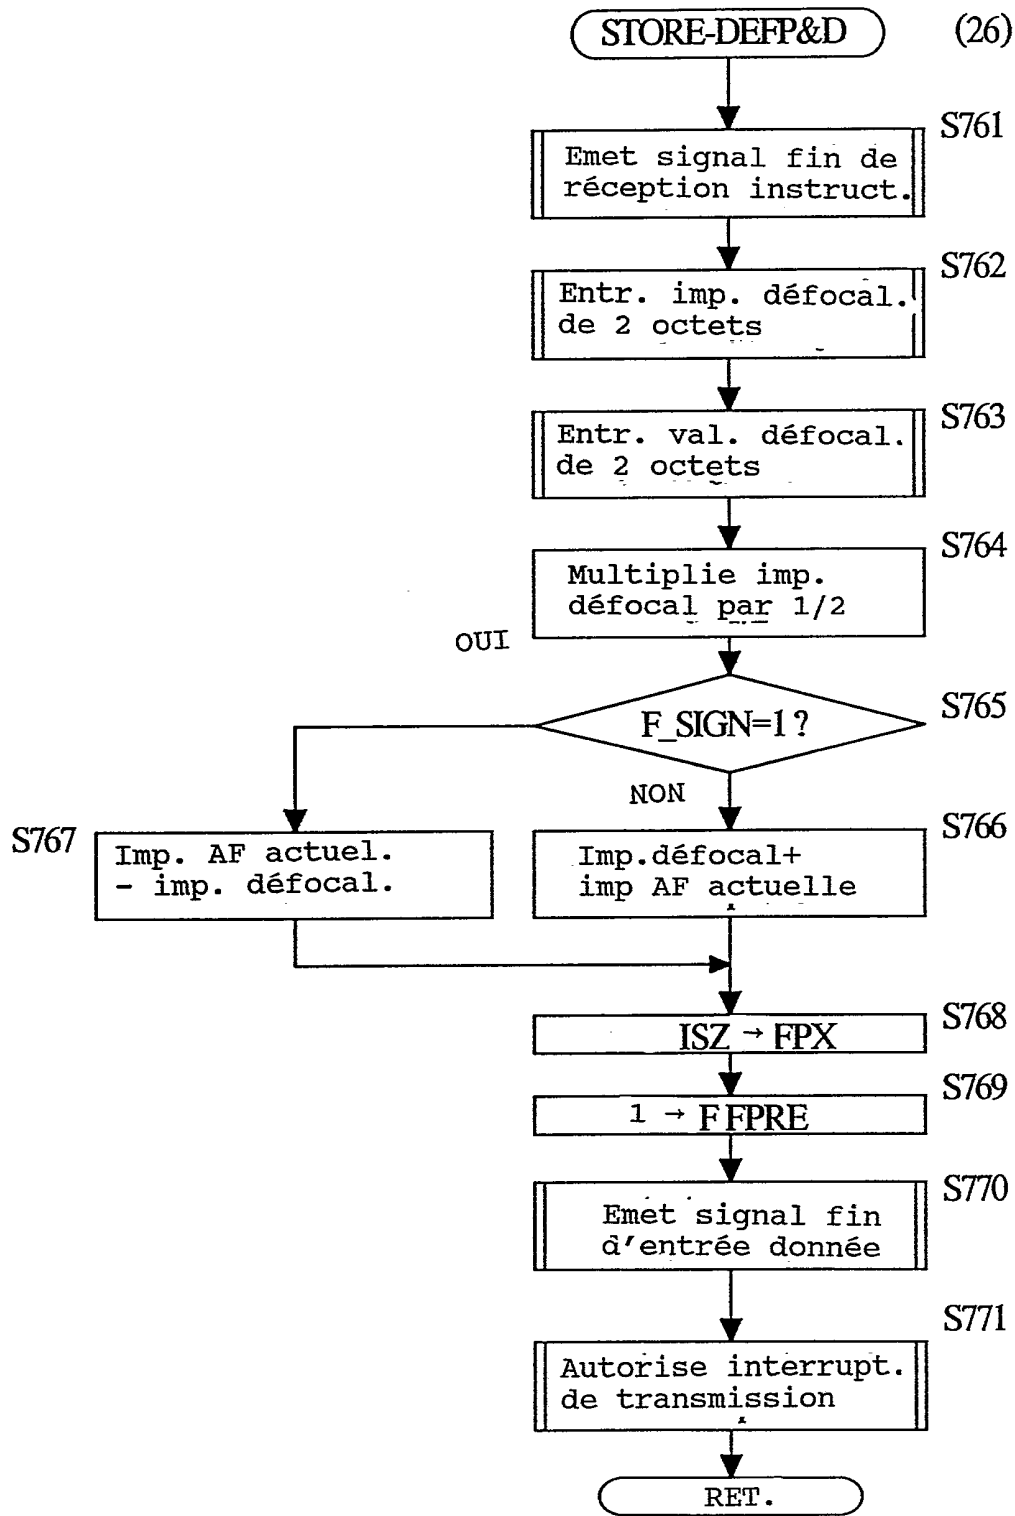 STORE-DEFP&D
(26)
S761
Emet signal fin de
réception instruct.
S762
Entr. imp. défocal.
de 2 octets
S763
Entr. val. défocal.
de 2 octets
S764
Multiplie imp.
défocal par 1/2
OUI
S765
F_SIGN=1 ?
NON
S767
Imp. AF actuel.
- imp. défocal.
S766
Imp.défocal+
imp AF actuelle
S768
ISZ → FPX
S769
1 → F FPRE
S770
Emet signal fin
d'entrée donnée
S771
Autorise interrupt.
de transmission
RET.